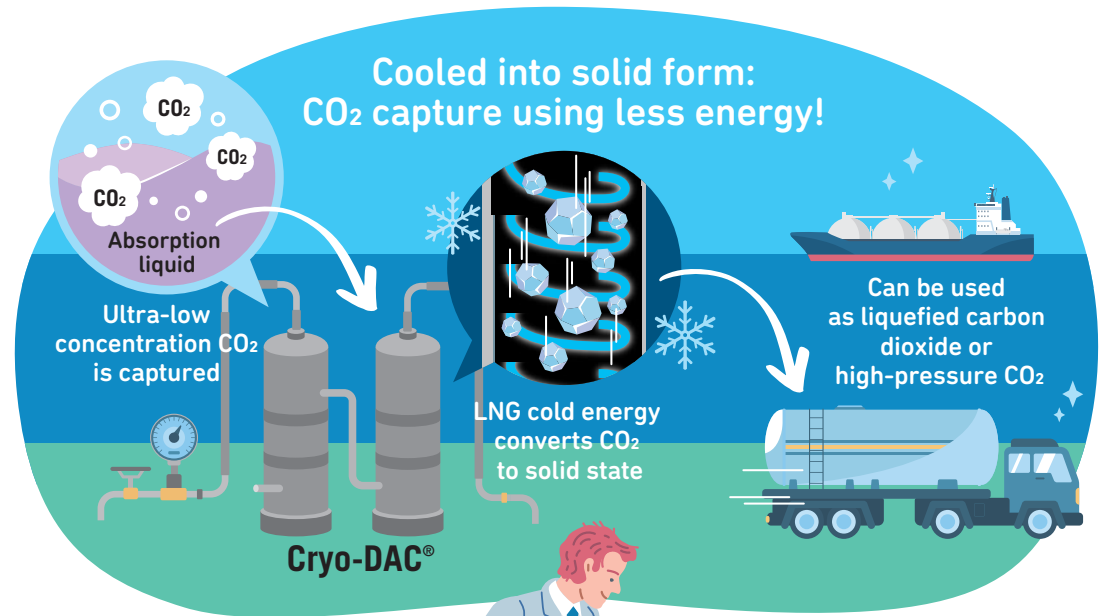 Cooled into solid form:
CO₂ capture using less energy!
CO₂
CO₂
CO₂
Absorption
liquid
Ultra-low
concentration CO₂
is captured
LNG cold energy
converts CO₂
to solid state
Can be used
as liquefied carbon
dioxide or
high-pressure CO₂
Cryo-DAC®